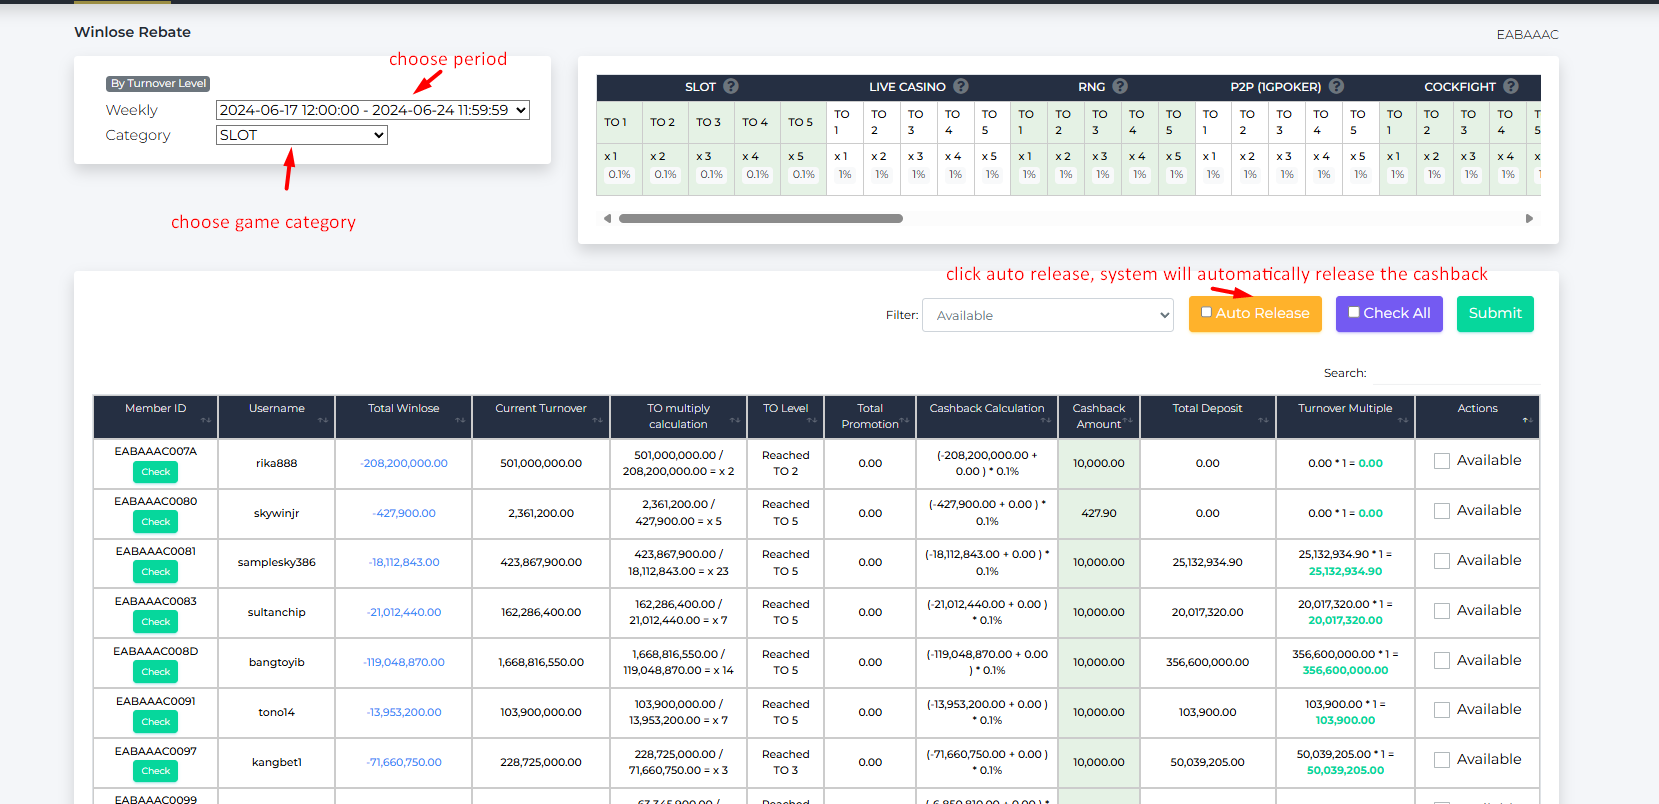 Winlose Rebate
EABAAAC
choose period
By Turnover Level
Weekly
2024-06-17 12:00:00 - 2024-06-24 11:59:59
Category
SLOT
choose game category
SLOT ? LIVE CASINO ? RNG ? P2P (1GPOKER) ? COCKFIGHT ?
TO 1 TO 2 TO 3 TO 4 TO 5 TO 1 TO 2 TO 3 TO 4 TO 5 TO 1 TO 2 TO 3 TO 4 TO 5 TO 1 TO 2 TO 3 TO 4 TO 5 TO 1 TO 2 TO 3 TO 4 TO 5
x 1 x 2 x 3 x 4 x 5 x 1 x 2 x 3 x 4 x 5 x 1 x 2 x 3 x 4 x 5 x 1 x 2 x 3 x 4 x 5 x 1 x 2 x 3 x 4 x
0.1% 0.1% 0.1% 0.1% 0.1% 1% 1% 1% 1% 1% 1% 1% 1% 1% 1% 1% 1% 1% 1% 1% 1% 1% 1% 1% 1%
click auto release, system will automatically release the cashback
Filter: Available Auto Release Check All Submit
Search:
Member ID Username Total Winlose Current Turnover TO multiply calculation TO Level Total Promotion Cashback Calculation Cashback Amount Total Deposit Turnover Multiple Actions
EABAAAC007A Check rika888 -208,200,000.00 501,000,000.00 501,000,000.00 / 208,200,000.00 = x 2 Reached TO 2 0.00 (-208,200,000.00 + 0.00 ) * 0.1% 10,000.00 0.00 0.00 * 1 = 0.00 Available
EABAAAC0080 Check skywinjr -427,900.00 2,361,200.00 2,361,200.00 / 427,900.00 = x 5 Reached TO 5 0.00 (-427,900.00 + 0.00 ) * 0.1% 427.90 0.00 0.00 * 1 = 0.00 Available
EABAAAC0081 Check samplesky386 -18,112,843.00 423,867,900.00 423,867,900.00 / 18,112,843.00 = x 23 Reached TO 5 0.00 (-18,112,843.00 + 0.00 ) * 0.1% 10,000.00 25,132,934.90 25,132,934.90 * 1 = 25,132,934.90 Available
EABAAAC0083 Check sultanchip -21,012,440.00 162,286,400.00 162,286,400.00 / 21,012,440.00 = x 7 Reached TO 5 0.00 (-21,012,440.00 + 0.00 ) * 0.1% 10,000.00 20,017,320.00 20,017,320.00 * 1 = 20,017,320.00 Available
EABAAAC008D Check bangtoyib -119,048,870.00 1,668,816,550.00 1,668,816,550.00 / 119,048,870.00 = x 14 Reached TO 5 0.00 (-119,048,870.00 + 0.00 ) * 0.1% 10,000.00 356,600,000.00 356,600,000.00 * 1 = 356,600,000.00 Available
EABAAAC0091 Check tono14 -13,953,200.00 103,900,000.00 103,900,000.00 / 13,953,200.00 = x 7 Reached TO 5 0.00 (-13,953,200.00 + 0.00 ) * 0.1% 10,000.00 103,900.00 103,900.00 * 1 = 103,900.00 Available
EABAAAC0097 Check kangbet1 -71,660,750.00 228,725,000.00 228,725,000.00 / 71,660,750.00 = x 3 Reached TO 3 0.00 (-71,660,750.00 + 0.00 ) * 0.1% 10,000.00 50,039,205.00 50,039,205.00 * 1 = 50,039,205.00 Available
EABAAAC0099